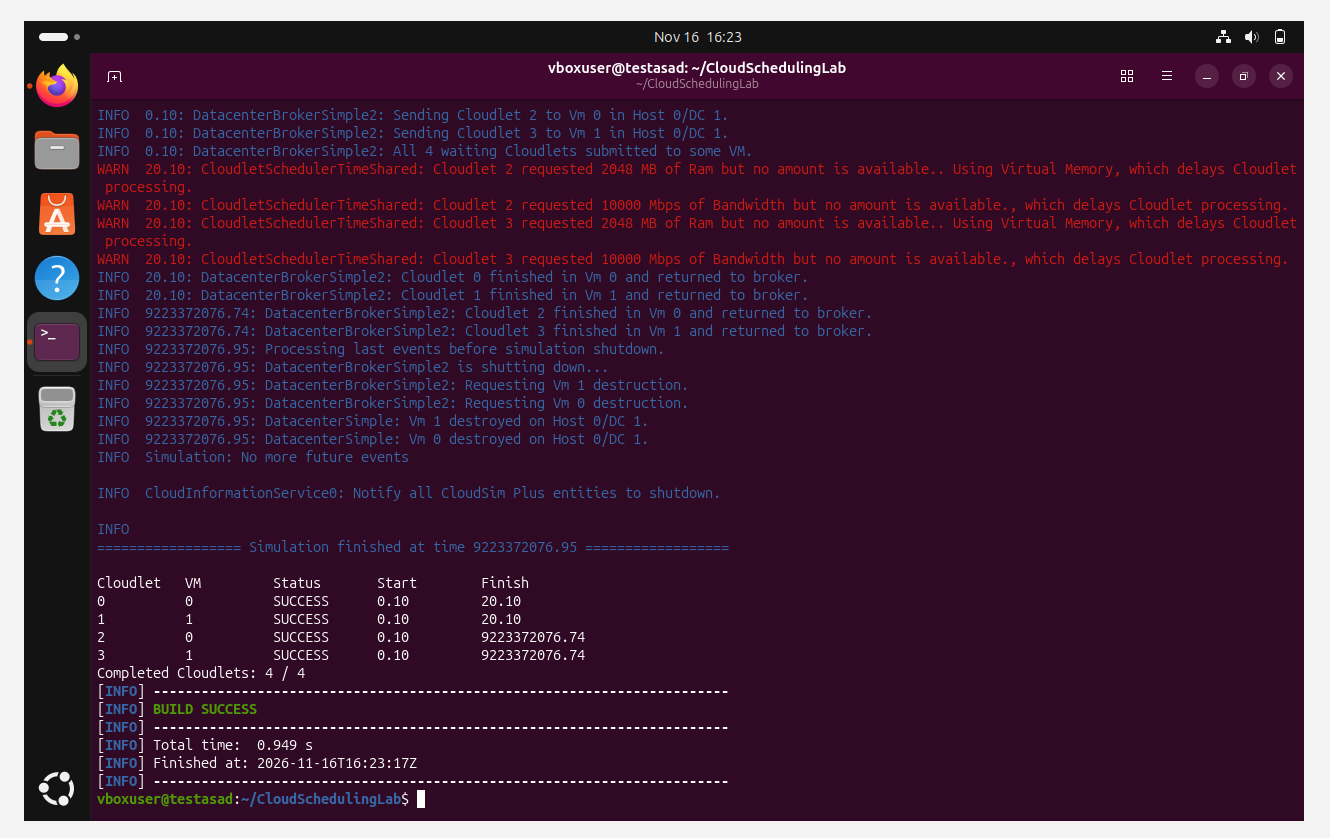 Nov 16 16:23
vboxuser@testasad: ~/CloudSchedulingLab
~/CloudSchedulingLab
INFO  0.10: DatacenterBrokerSimple2: Sending Cloudlet 2 to Vm 0 in Host 0/DC 1.
INFO  0.10: DatacenterBrokerSimple2: Sending Cloudlet 3 to Vm 1 in Host 0/DC 1.
INFO  0.10: DatacenterBrokerSimple2: All 4 waiting Cloudlets submitted to some VM.
WARN  20.10: CloudletSchedulerTimeShared: Cloudlet 2 requested 2048 MB of Ram but no amount is available.. Using Virtual Memory, which delays Cloudlet
 processing.
WARN  20.10: CloudletSchedulerTimeShared: Cloudlet 2 requested 10000 Mbps of Bandwidth but no amount is available., which delays Cloudlet processing.
WARN  20.10: CloudletSchedulerTimeShared: Cloudlet 3 requested 2048 MB of Ram but no amount is available.. Using Virtual Memory, which delays Cloudlet
 processing.
WARN  20.10: CloudletSchedulerTimeShared: Cloudlet 3 requested 10000 Mbps of Bandwidth but no amount is available., which delays Cloudlet processing.
INFO  20.10: DatacenterBrokerSimple2: Cloudlet 0 finished in Vm 0 and returned to broker.
INFO  20.10: DatacenterBrokerSimple2: Cloudlet 1 finished in Vm 1 and returned to broker.
INFO  9223372076.74: DatacenterBrokerSimple2: Cloudlet 2 finished in Vm 0 and returned to broker.
INFO  9223372076.74: DatacenterBrokerSimple2: Cloudlet 3 finished in Vm 1 and returned to broker.
INFO  9223372076.95: Processing last events before simulation shutdown.
INFO  9223372076.95: DatacenterBrokerSimple2 is shutting down...
INFO  9223372076.95: DatacenterBrokerSimple2: Requesting Vm 1 destruction.
INFO  9223372076.95: DatacenterBrokerSimple2: Requesting Vm 0 destruction.
INFO  9223372076.95: DatacenterSimple: Vm 1 destroyed on Host 0/DC 1.
INFO  9223372076.95: DatacenterSimple: Vm 0 destroyed on Host 0/DC 1.
INFO  Simulation: No more future events
INFO  CloudInformationService0: Notify all CloudSim Plus entities to shutdown.
INFO
================== Simulation finished at time 9223372076.95 ==================
Cloudlet   VM         Status       Start        Finish
0          0          SUCCESS      0.10         20.10
1          1          SUCCESS      0.10         20.10
2          0          SUCCESS      0.10         9223372076.74
3          1          SUCCESS      0.10         9223372076.74
Completed Cloudlets: 4 / 4
[INFO] ------------------------------------------------------------------------
[INFO] BUILD SUCCESS
[INFO] ------------------------------------------------------------------------
[INFO] Total time:  0.949 s
[INFO] Finished at: 2026-11-16T16:23:17Z
[INFO] ------------------------------------------------------------------------
vboxuser@testasad:~/CloudSchedulingLab$